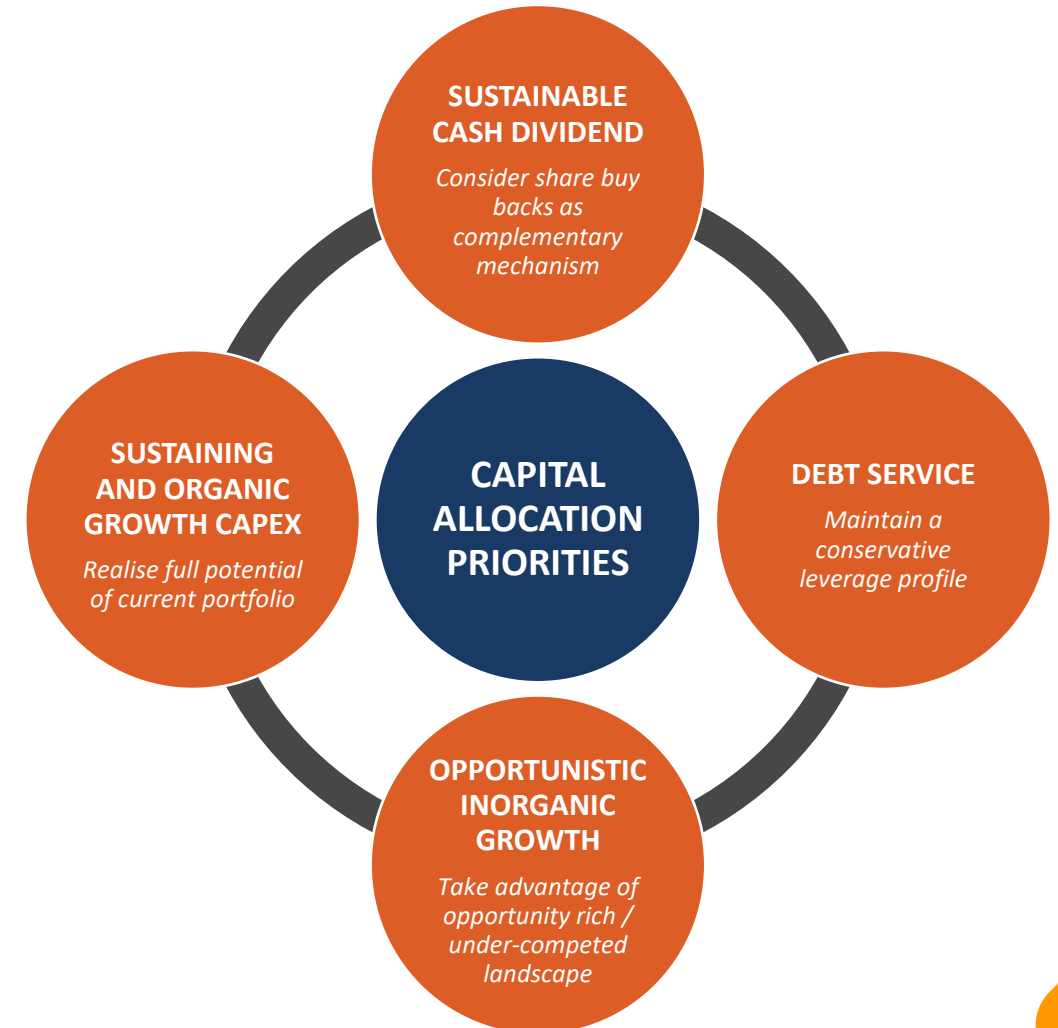 SUSTAINABLE
CASH DIVIDEND
Consider share buy
backs as
complementary
mechanism
SUSTAINING
AND ORGANIC
GROWTH CAPEX
Realise full potential
of current portfolio
CAPITAL
ALLOCATION
PRIORITIES
DEBT SERVICE
Maintain a
conservative
leverage profile
OPPORTUNISTIC
INORGANIC
GROWTH
Take advantage of
opportunity rich /
under-competed
landscape